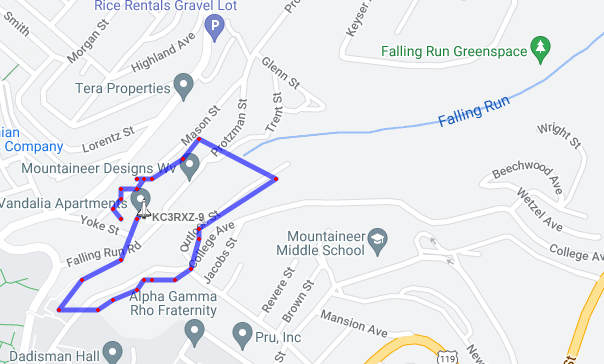 Rice Rentals Gravel Lot
Smith
Morgan St
Highland Ave
Keyser Ave
Falling Run Greenspace
Glenn St
Tera Properties
Trent St
Falling Run
Protzman St
Mason St
Lorentz St
Company
Wright St
Mountaineer Designs Wv
Beechwood Ave
Vandalia Apartments
KC3RXZ-9
Wetzel Ave
Yoke St
Falling Run Rd
College Ave
Jacobs St
Mountaineer
Middle School
College Ave
Revere St
Brown St
Alpha Gamma
Rho Fraternity
Mansion Ave
Pru, Inc
Dadisman Hall
119